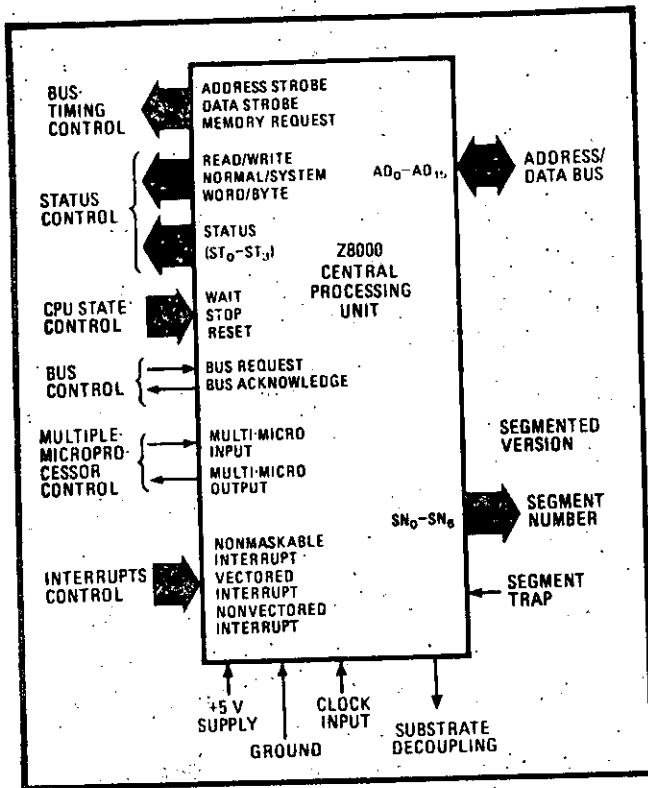 BUS-
TIMING
CONTROL
ADDRESS STROBE
DATA STROBE
MEMORY REQUEST
STATUS
CONTROL
READ/WRITE
NORMAL/SYSTEM
WORD/BYTE
STATUS
(ST0–ST3)
CPU STATE
CONTROL
WAIT
STOP
RESET
BUS
CONTROL
BUS REQUEST
BUS ACKNOWLEDGE
MULTIPLE-
MICROPRO-
CESSOR
CONTROL
MULTI-MICRO
INPUT
MULTI-MICRO
OUTPUT
INTERRUPTS
CONTROL
NONMASKABLE
INTERRUPT
VECTORED
INTERRUPT
NONVECTORED
INTERRUPT
Z8000
CENTRAL
PROCESSING
UNIT
AD0–AD15
ADDRESS/
DATA BUS
SEGMENTED
VERSION
SN0–SN6
SEGMENT
NUMBER
SEGMENT
TRAP
+5 V
SUPPLY
GROUND
CLOCK
INPUT
SUBSTRATE
DECOUPLING